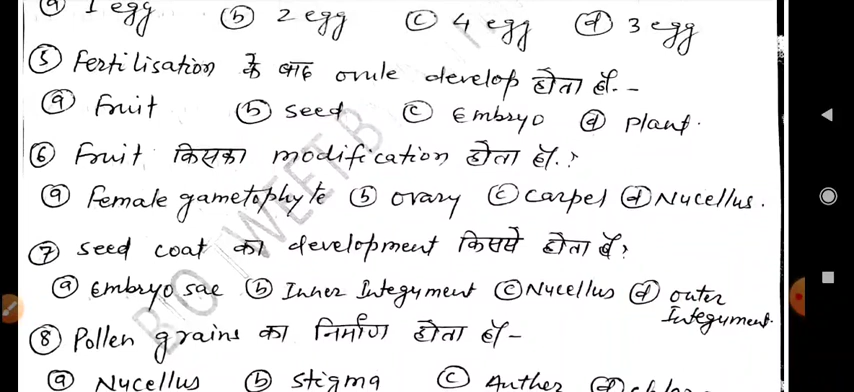 ⓐ 1 egg ⓑ 2 egg ⓒ 4 egg ⓓ 3 egg
⑤ Fertilisation के बाद ovule develop होता हैं.-
ⓐ Fruit ⓑ seed ⓒ Embryo ⓓ Plant.
⑥ Fruit किसका modification होता हैं.?
ⓐ Female gametophyte ⓑ ovary ⓒ Carpel ⓓ Nucellus.
⑦ Seed coat का development किससे होता हैं?
ⓐ Embryo sac ⓑ Inner Integument ⓒ Nucellus ⓓ outer
Integument.
⑧ Pollen grains का निर्माण होता हैं-
ⓐ Nucellus ⓑ Stigma ⓒ Anther ⓓ